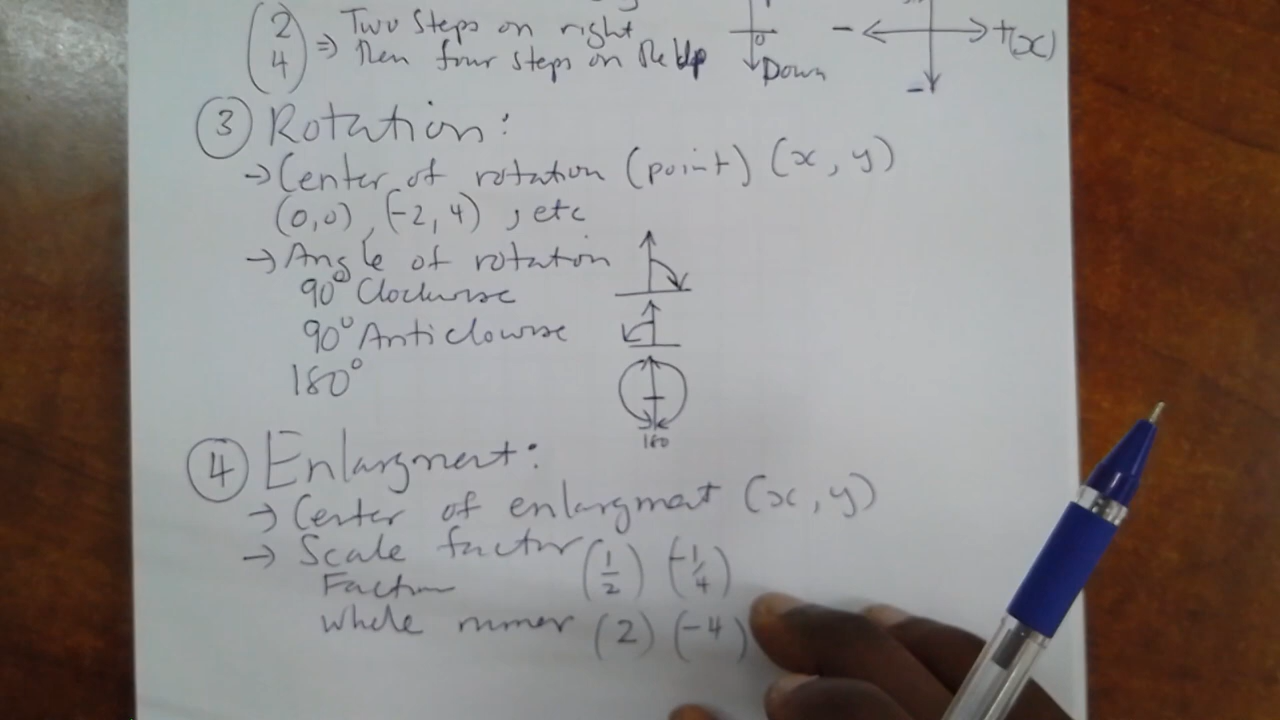 (2 4) ⇒ Two Steps on right
then four steps on the Up
0
Down
-
+(x)
-
③ Rotation:
→ Center of rotation (point) (x, y)
(0,0), (-2, 4), etc
→ Angle of rotation
90° Clockwise
90° Anticlowise
180°
180
④ Enlargment:
→ Center of enlargment (x, y)
→ Scale factor
Faction (1/2) (-1/4)
whole numer (2) (-4)